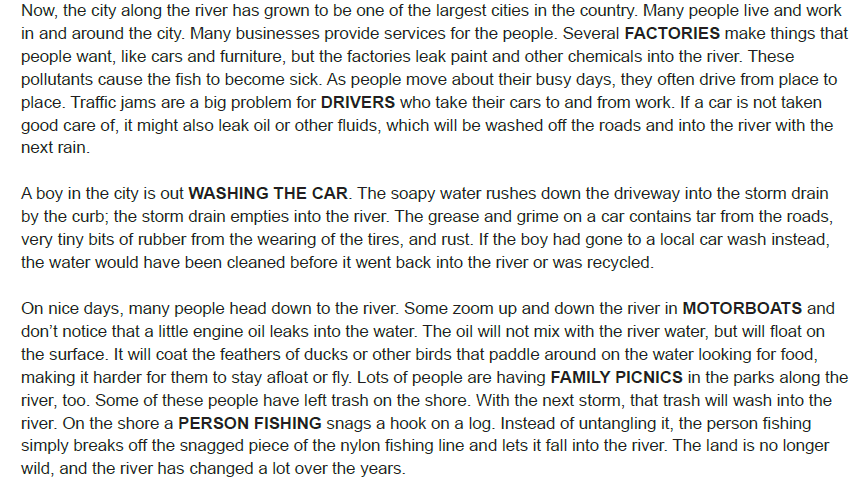 Now, the city along the river has grown to be one of the largest cities in the country. Many people live and work
in and around the city. Many businesses provide services for the people. Several FACTORIES make things that
people want, like cars and furniture, but the factories leak paint and other chemicals into the river. These
pollutants cause the fish to become sick. As people move about their busy days, they often drive from place to
place. Traffic jams are a big problem for DRIVERS who take their cars to and from work. If a car is not taken
good care of, it might also leak oil or other fluids, which will be washed off the roads and into the river with the
next rain.
A boy in the city is out WASHING THE CAR. The soapy water rushes down the driveway into the storm drain
by the curb; the storm drain empties into the river. The grease and grime on a car contains tar from the roads,
very tiny bits of rubber from the wearing of the tires, and rust. If the boy had gone to a local car wash instead,
the water would have been cleaned before it went back into the river or was recycled.
On nice days, many people head down to the river. Some zoom up and down the river in MOTORBOATS and
don’t notice that a little engine oil leaks into the water. The oil will not mix with the river water, but will float on
the surface. It will coat the feathers of ducks or other birds that paddle around on the water looking for food,
making it harder for them to stay afloat or fly. Lots of people are having FAMILY PICNICS in the parks along the
river, too. Some of these people have left trash on the shore. With the next storm, that trash will wash into the
river. On the shore a PERSON FISHING snags a hook on a log. Instead of untangling it, the person fishing
simply breaks off the snagged piece of the nylon fishing line and lets it fall into the river. The land is no longer
wild, and the river has changed a lot over the years.